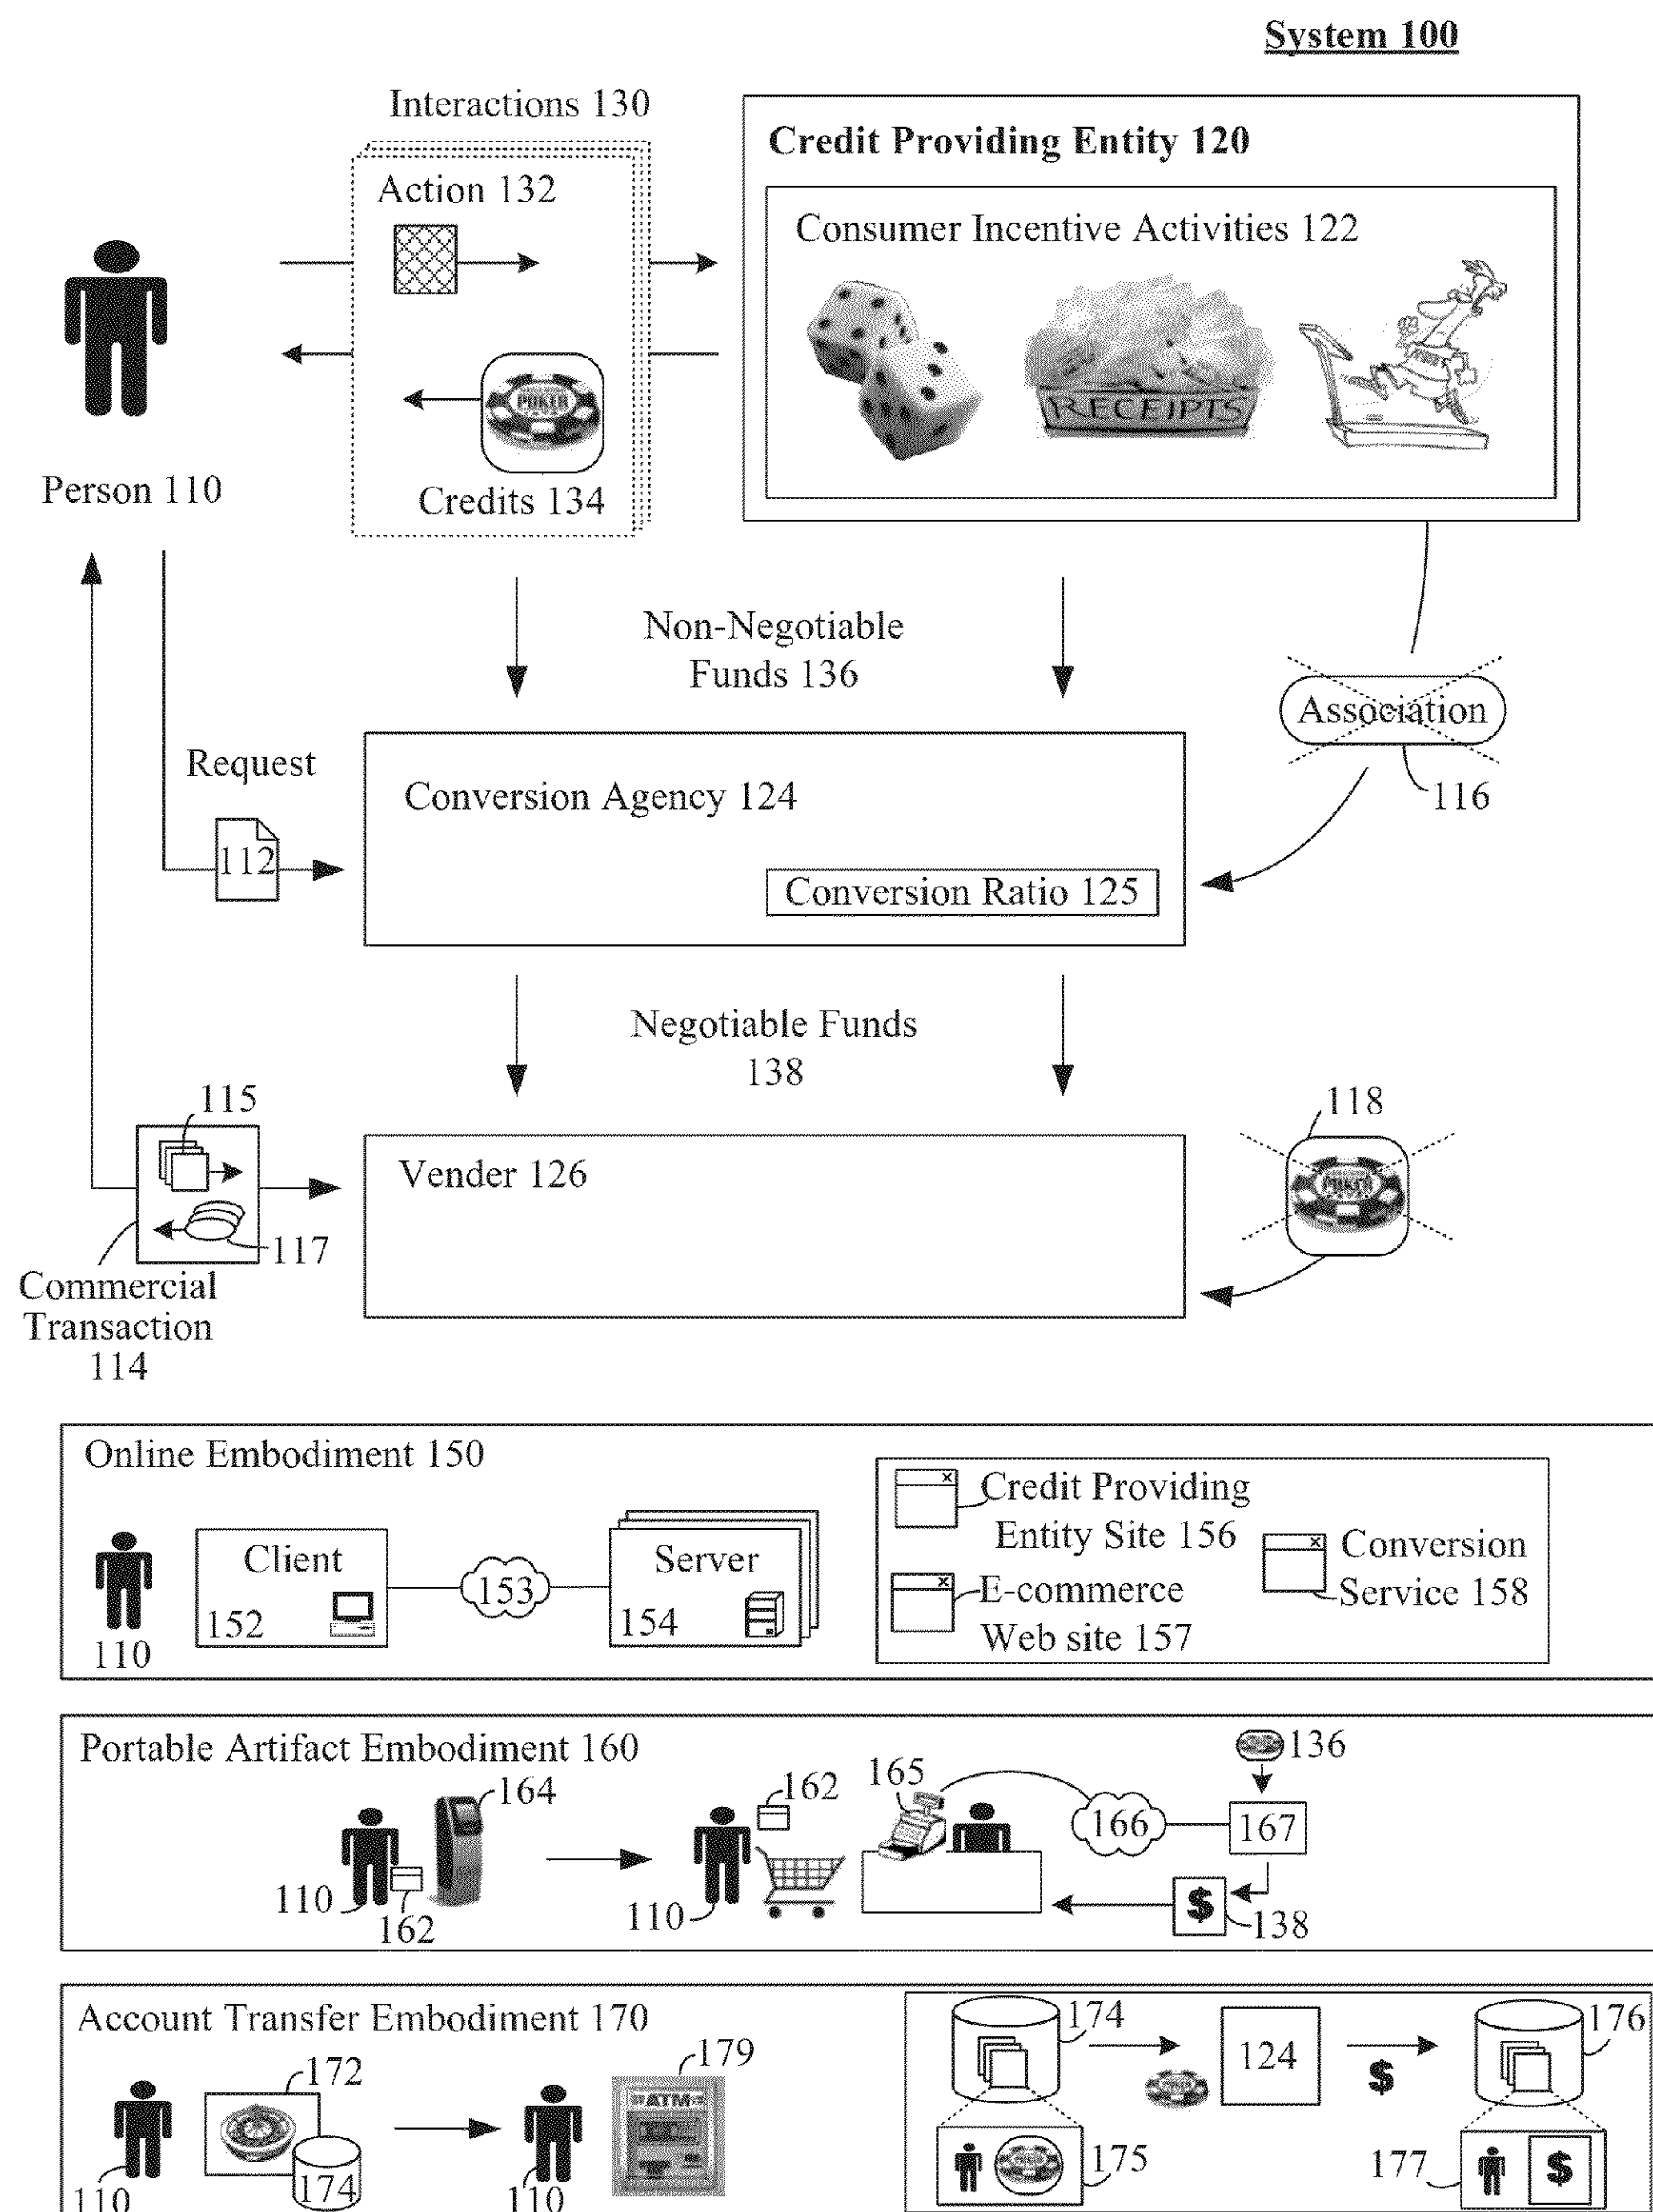 System 100
Interactions 130
Action 132
POKER
Credits 134
Person 110
Credit Providing Entity 120
Consumer Incentive Activities 122
RECEIPTS
Non-Negotiable
Funds 136
Association
116
Request
112
Conversion Agency 124
Conversion Ratio 125
Negotiable Funds
138
115
117
Commercial
Transaction
114
Vender 126
118
POKER
Online Embodiment 150
110
Client
152
153
Server
154
Credit Providing
Entity Site 156
E-commerce
Web site 157
Conversion
Service 158
Portable Artifact Embodiment 160
110
162
164
110
162
165
166
136
167
$
138
Account Transfer Embodiment 170
110
172
174
110
ATM
179
174
175
124
$
176
177
$